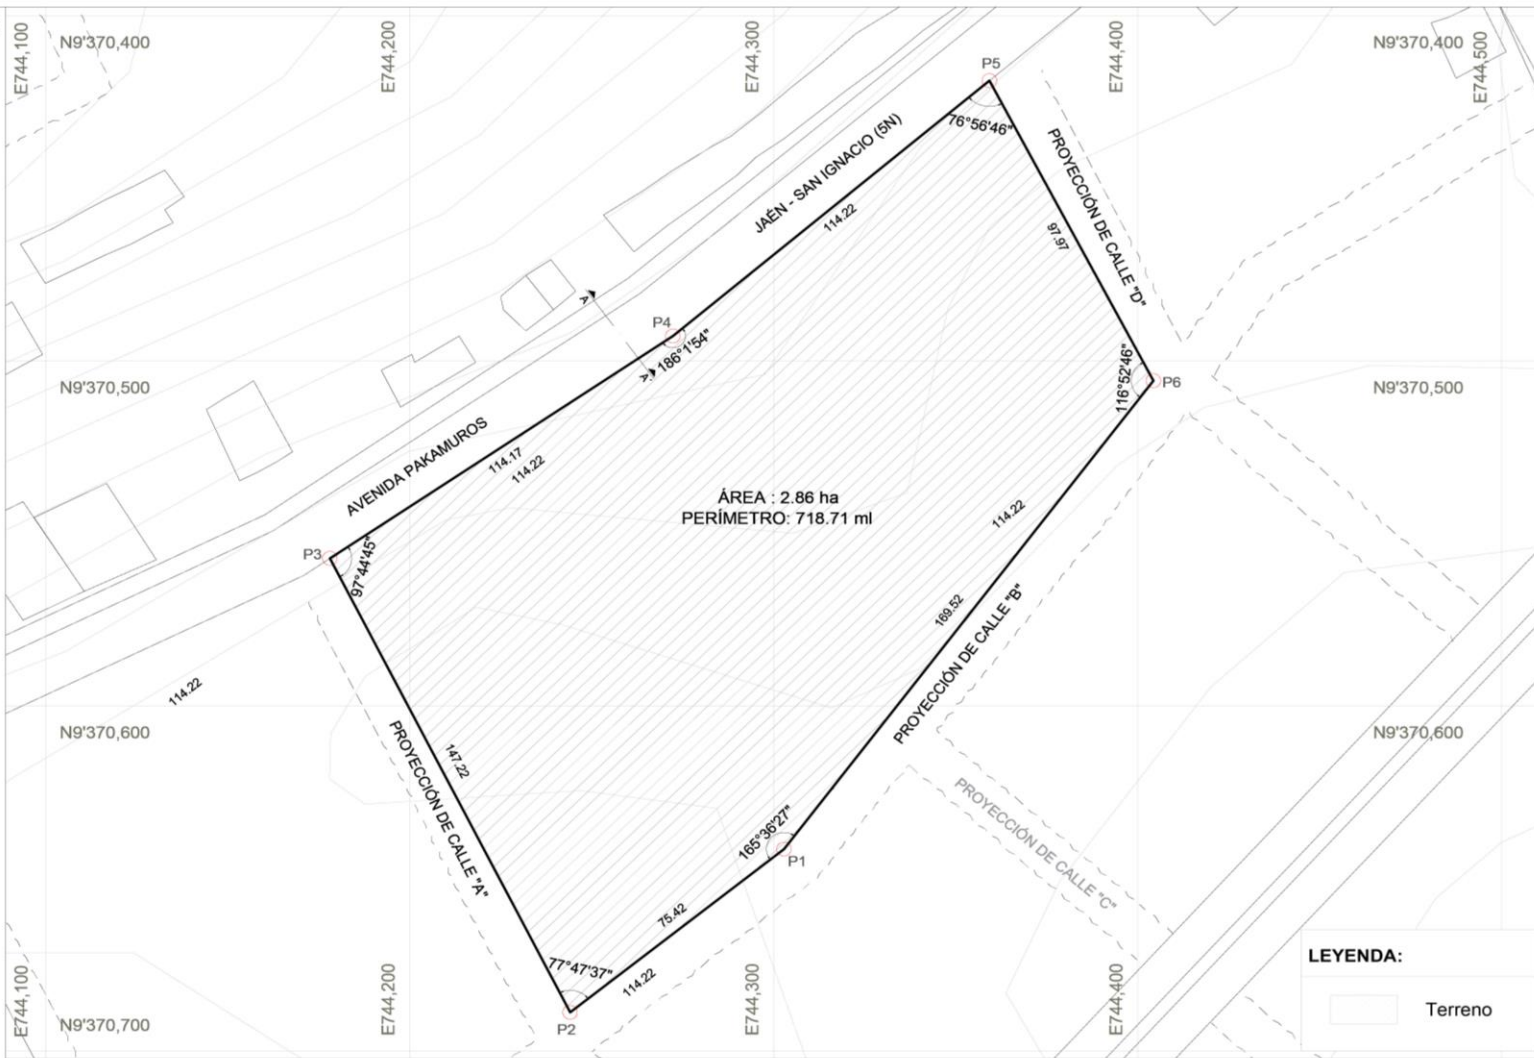 E744,100
N9'370,400
E744,200
E744,300
E744,400
N9'370,400
E744,500
P5
76°56'46"
JAÉN - SAN IGNACIO (5N)
114.22
PROYECCIÓN DE CALLE "D"
97.97
A
P4
186°1'54"
A'
N9'370,500
N9'370,500
116°52'46"
P6
AVENIDA PAKAMUROS
114.17
114.22
ÁREA : 2.86 ha
PERÍMETRO: 718.71 ml
114.22
P3
97°44'45"
169.52
PROYECCIÓN DE CALLE "B"
114.22
N9'370,600
N9'370,600
PROYECCIÓN DE CALLE "A"
147.22
PROYECCIÓN DE CALLE "C"
165°36'27"
P1
75.42
77°47'37"
114.22
P2
E744,100
N9'370,700
E744,200
E744,300
E744,400
LEYENDA:
Terreno